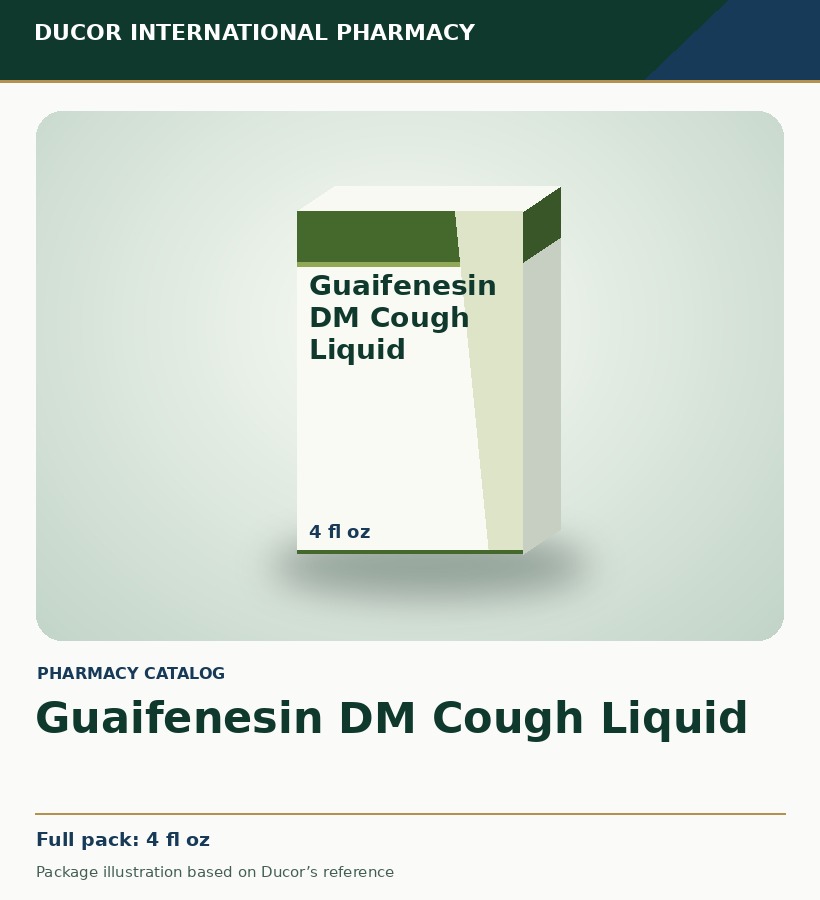 DUCOR INTERNATIONAL PHARMACY
Guaifenesin
DM Cough
Liquid
4 fl oz
PHARMACY CATALOG
Guaifenesin DM Cough Liquid
Full pack: 4 fl oz
Package illustration based on Ducor’s reference